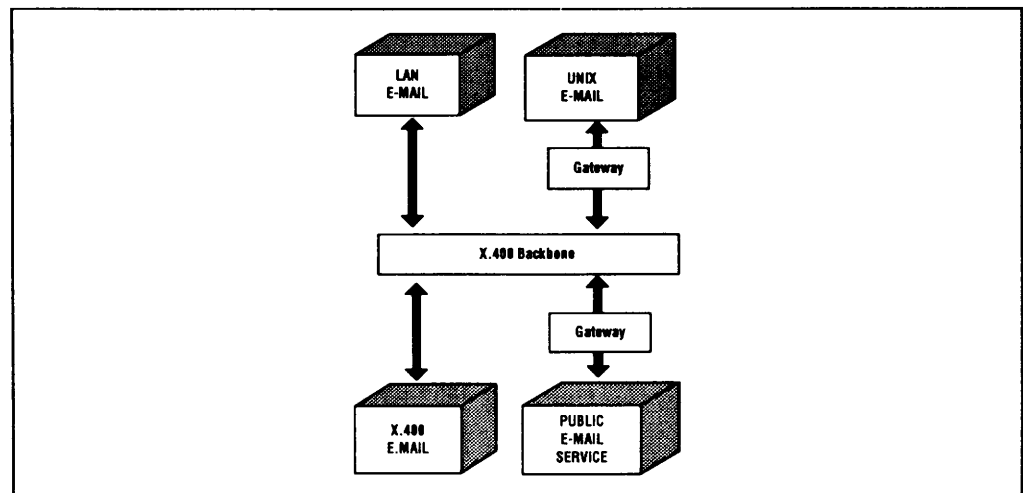 LAN
E-MAIL
UNIX
E-MAIL
Gateway
X.400 Backbone
Gateway
X.400
E.MAIL
PUBLIC
E-MAIL
SERVICE